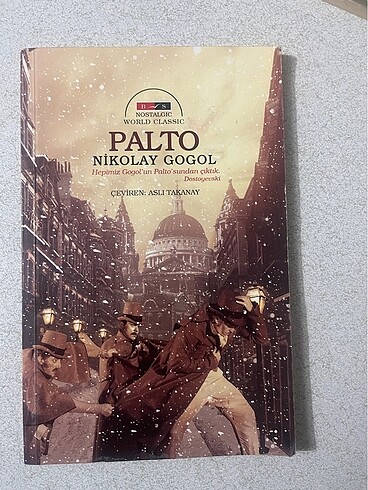 B S
NOSTALGIC
WORLD CLASSIC
PALTO
NİKOLAY GOGOL
Hepimiz Gogol'un Palto'sundan çıktık.
Dostoyevski
ÇEVİREN: ASLI TAKANAY